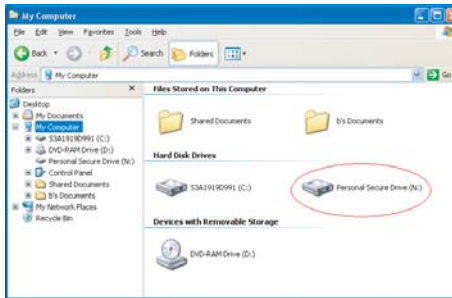 My Computer
File Edit View Favorites Tools Help
Back Search Folders
Address My Computer Go
Folders
Files Stored on This Computer
Desktop
My Documents
My Computer
S3A1919D991 (C:)
DVD-RAM Drive (D:)
Personal Secure Drive (N:)
Control Panel
Shared Documents
b's Documents
My Network Places
Recycle Bin
Shared Documents b's Documents
Hard Disk Drives
S3A1919D991 (C:) Personal Secure Drive (N:)
Devices with Removable Storage
DVD-RAM Drive (D:)